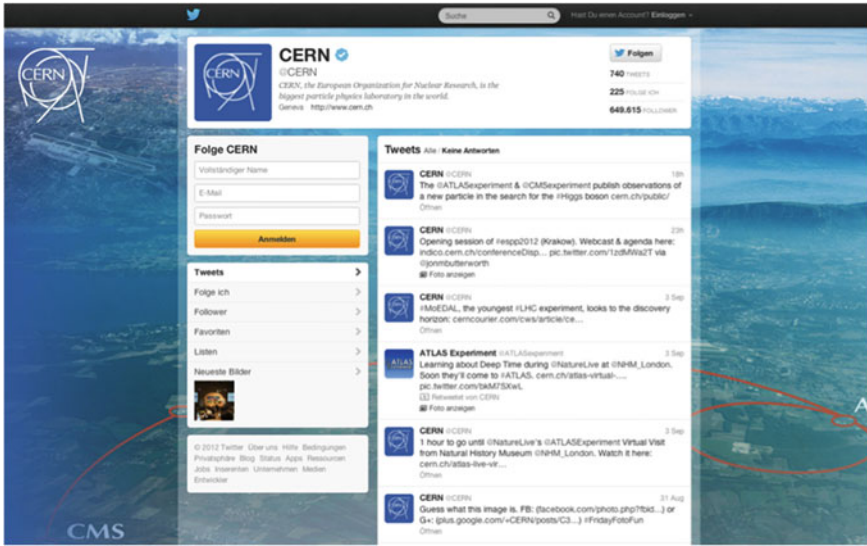 Suche
Hast Du einen Account? Einloggen
CERN
CERN
CERN
@CERN
CERN, the European Organization for Nuclear Research, is the
biggest particle physics laboratory in the world.
Geneva http://www.cern.ch
Folgen
740 TWEETS
225 FOLGE ICH
649.615 FOLLOWER
Folge CERN
Vollständiger Name
E-Mail
Passwort
Anmelden
Tweets
Folge ich
Follower
Favoriten
Listen
Neueste Bilder
© 2012 Twitter Über uns Hilfe Bedingungen
Privatsphäre Blog Status Apps Ressourcen
Jobs Inserenten Unternehmen Medien
Entwickler
Tweets Alle / Keine Antworten
CERN @CERN 18h
The @ATLASexperiment & @CMSexperiment publish observations of
a new particle in the search for the #Higgs boson cern.ch/public/
Öffnen
CERN @CERN 23h
Opening session of #espp2012 (Krakow). Webcast & agenda here:
indico.cern.ch/conferenceDisp... pic.twitter.com/1zdMWa2T via
@jonmbutterworth
Foto anzeigen
CERN @CERN 3 Sep
#MoEDAL, the youngest #LHC experiment, looks to the discovery
horizon: cerncourier.com/cws/article/ce...
Öffnen
ATLAS
ATLAS Experiment @ATLASexperiment 3 Sep
Learning about Deep Time during @NatureLive at @NHM_London.
Soon they'll come to #ATLAS. cern.ch/atlas-virtual-....
pic.twitter.com/bkM7SXwL
Retweetet von CERN
Foto anzeigen
CERN @CERN 3 Sep
1 hour to go until @NatureLive's @ATLASExperiment Virtual Visit
from Natural History Museum @NHM_London. Watch it here:
cern.ch/atlas-live-vir...
Öffnen
CERN @CERN 31 Aug
Guess what this image is. FB: (facebook.com/photo.php?fbid...) or
G+: (plus.google.com/+CERN/posts/C3...) #FridayFotoFun
Öffnen
CMS
A